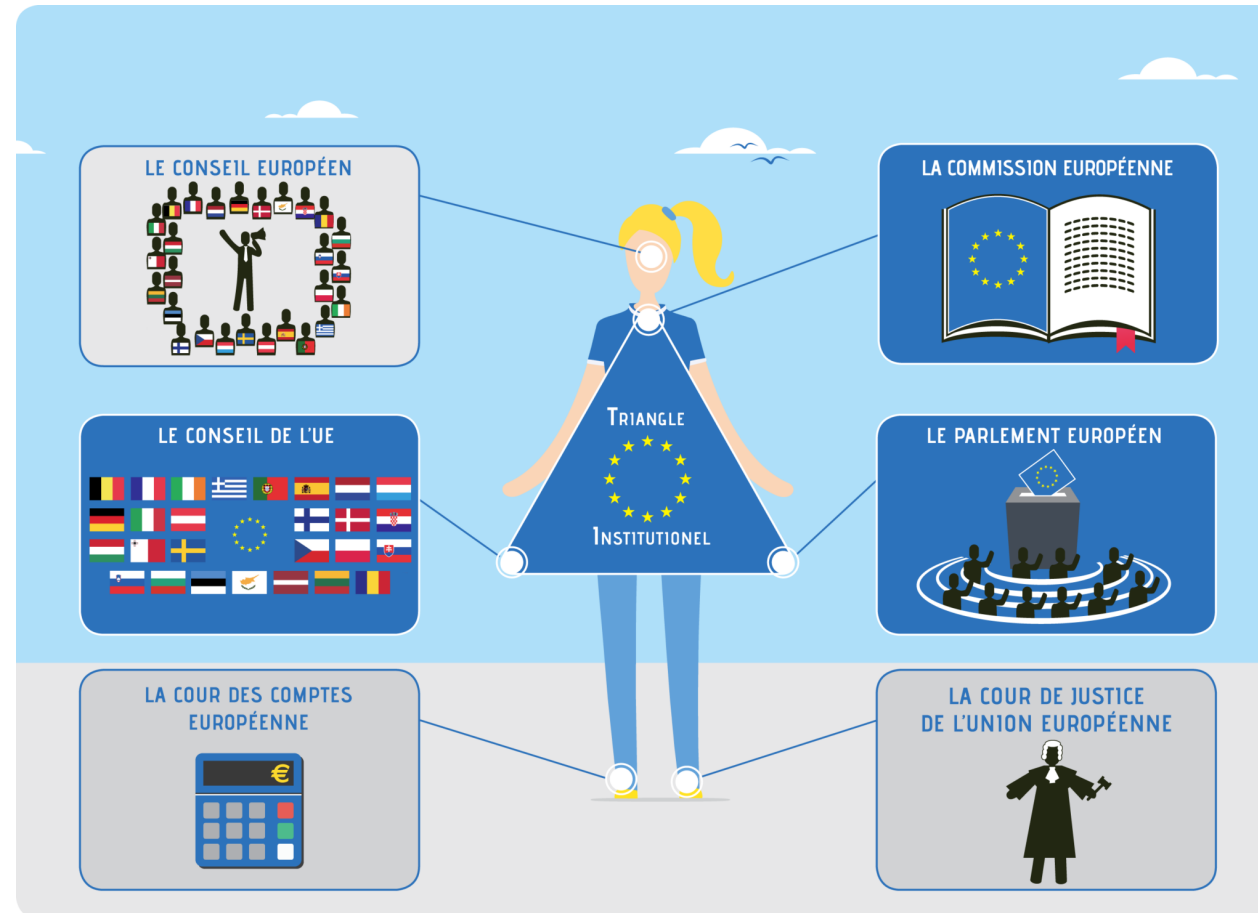 LE CONSEIL EUROPÉEN
LA COMMISSION EUROPÉENNE
TRIANGLE
INSTITUTIONEL
LE CONSEIL DE L'UE
LE PARLEMENT EUROPÉEN
LA COUR DES COMPTES
EUROPÉENNE
€
LA COUR DE JUSTICE
DE L'UNION EUROPÉENNE